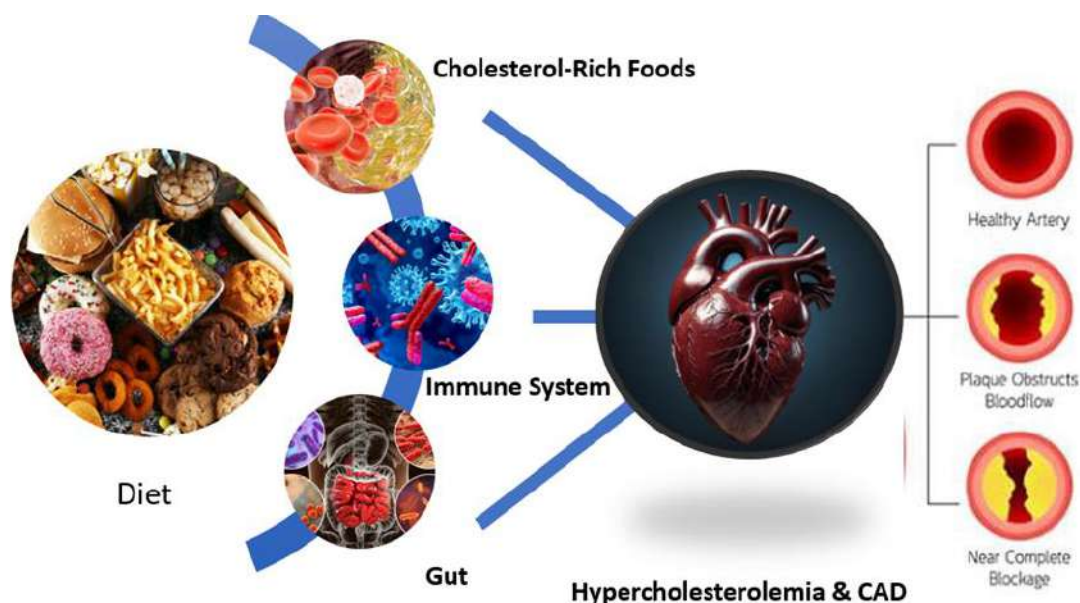 Cholesterol-Rich Foods
Healthy Artery
Immune System
Plaque Obstructs
Bloodflow
Diet
Gut
Near Complete
Blockage
Hypercholesterolemia & CAD